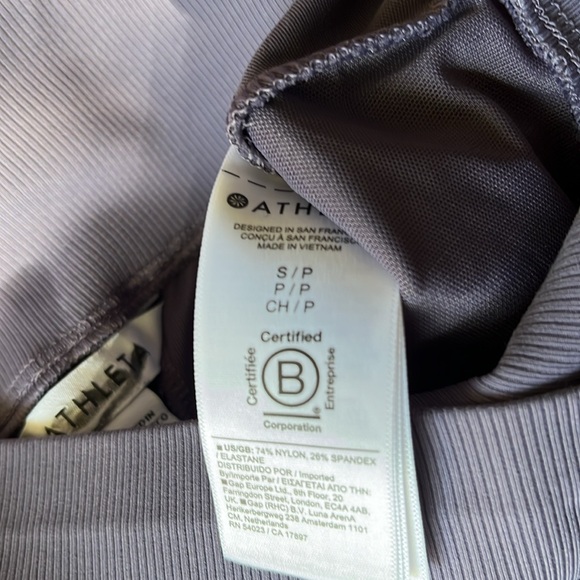 ATHL
DESIGNED IN SAN FRAN
CONÇU À SAN FRANCISC
MADE IN VIETNAM
S / P
P / P
CH / P
Certified
Certifiée
B
Entreprise
®
Corporation
■ US/GB: 74% NYLON, 26% SPANDEX
/ ELASTANE
DISTRIBUIDO POR / Imported
By/Importe Par / ΕΙΣΑΓΕΤΑΙ ΑΠΟ ΤΗΝ:
■Gap Europe Ltd., 8th Floor, 20
Farringdon Street, London, EC4A 4AB,
UK, ■Gap (RHC) B.V. Luna ArenA
Herikerbergweg 238 Amsterdam 1101
CM, Netherlands
RN 54023 / CA 17897
ATHLETA